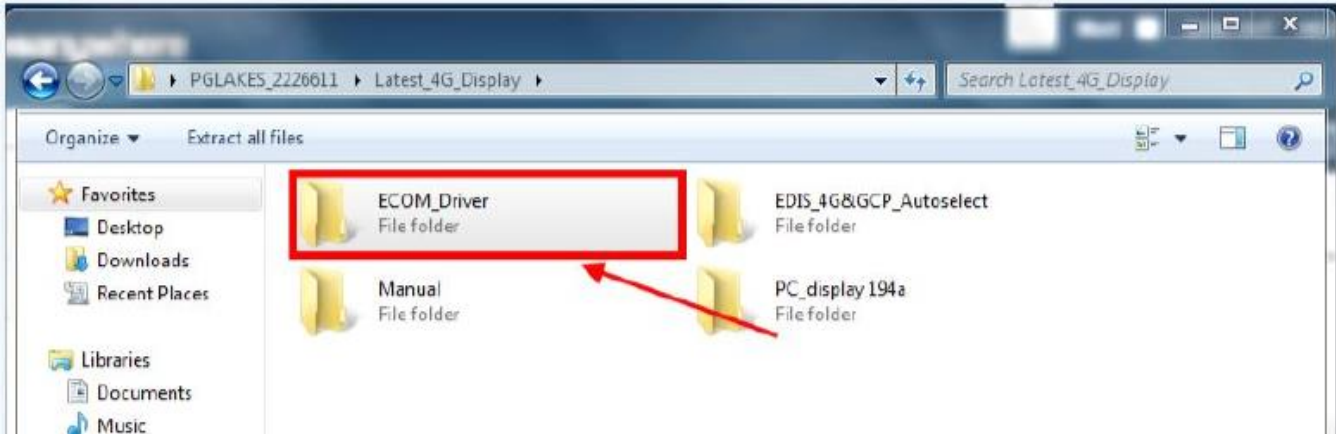 PGLAKES_2226611 Latest_4G_Display
Search Latest_4G_Display
Organize Extract all files
Favorites
Desktop
Downloads
Recent Places
Libraries
Documents
Music
ECOM_Driver
File folder
EDIS_4G&GCP_Autoselect
File folder
Manual
File folder
PC_display 194a
File folder